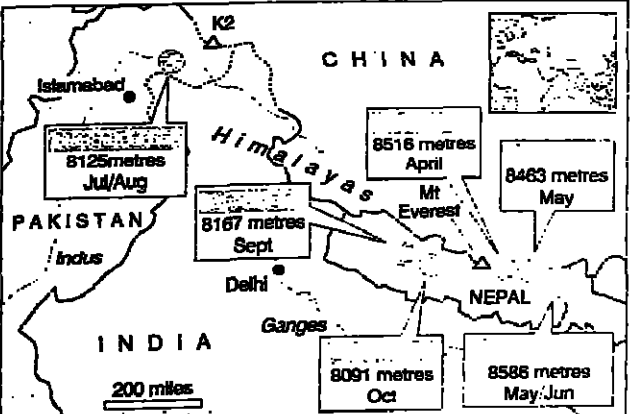 K2
CHINA
Islamabad
Himalayas
8125metres
Jul/Aug
8516 metres
April
8463 metres
May
Mt
Everest
PAKISTAN
8167 metres
Sept
Indus
Delhi
NEPAL
Ganges
INDIA
8091 metres
Oct
8586 metres
May/Jun
200 miles